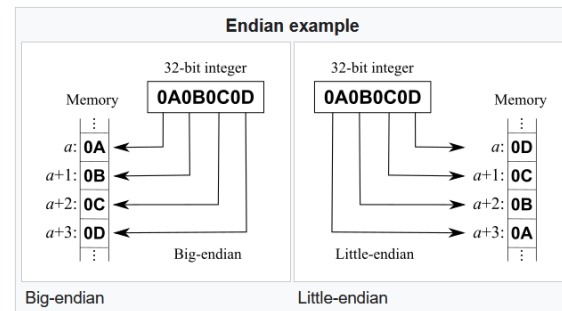 Endian example
32-bit integer
0A0B0C0D
Memory
⋮
a: 0A
a+1: 0B
a+2: 0C
a+3: 0D
⋮
Big-endian
32-bit integer
0A0B0C0D
Memory
⋮
a: 0D
a+1: 0C
a+2: 0B
a+3: 0A
⋮
Little-endian
Big-endian
Little-endian